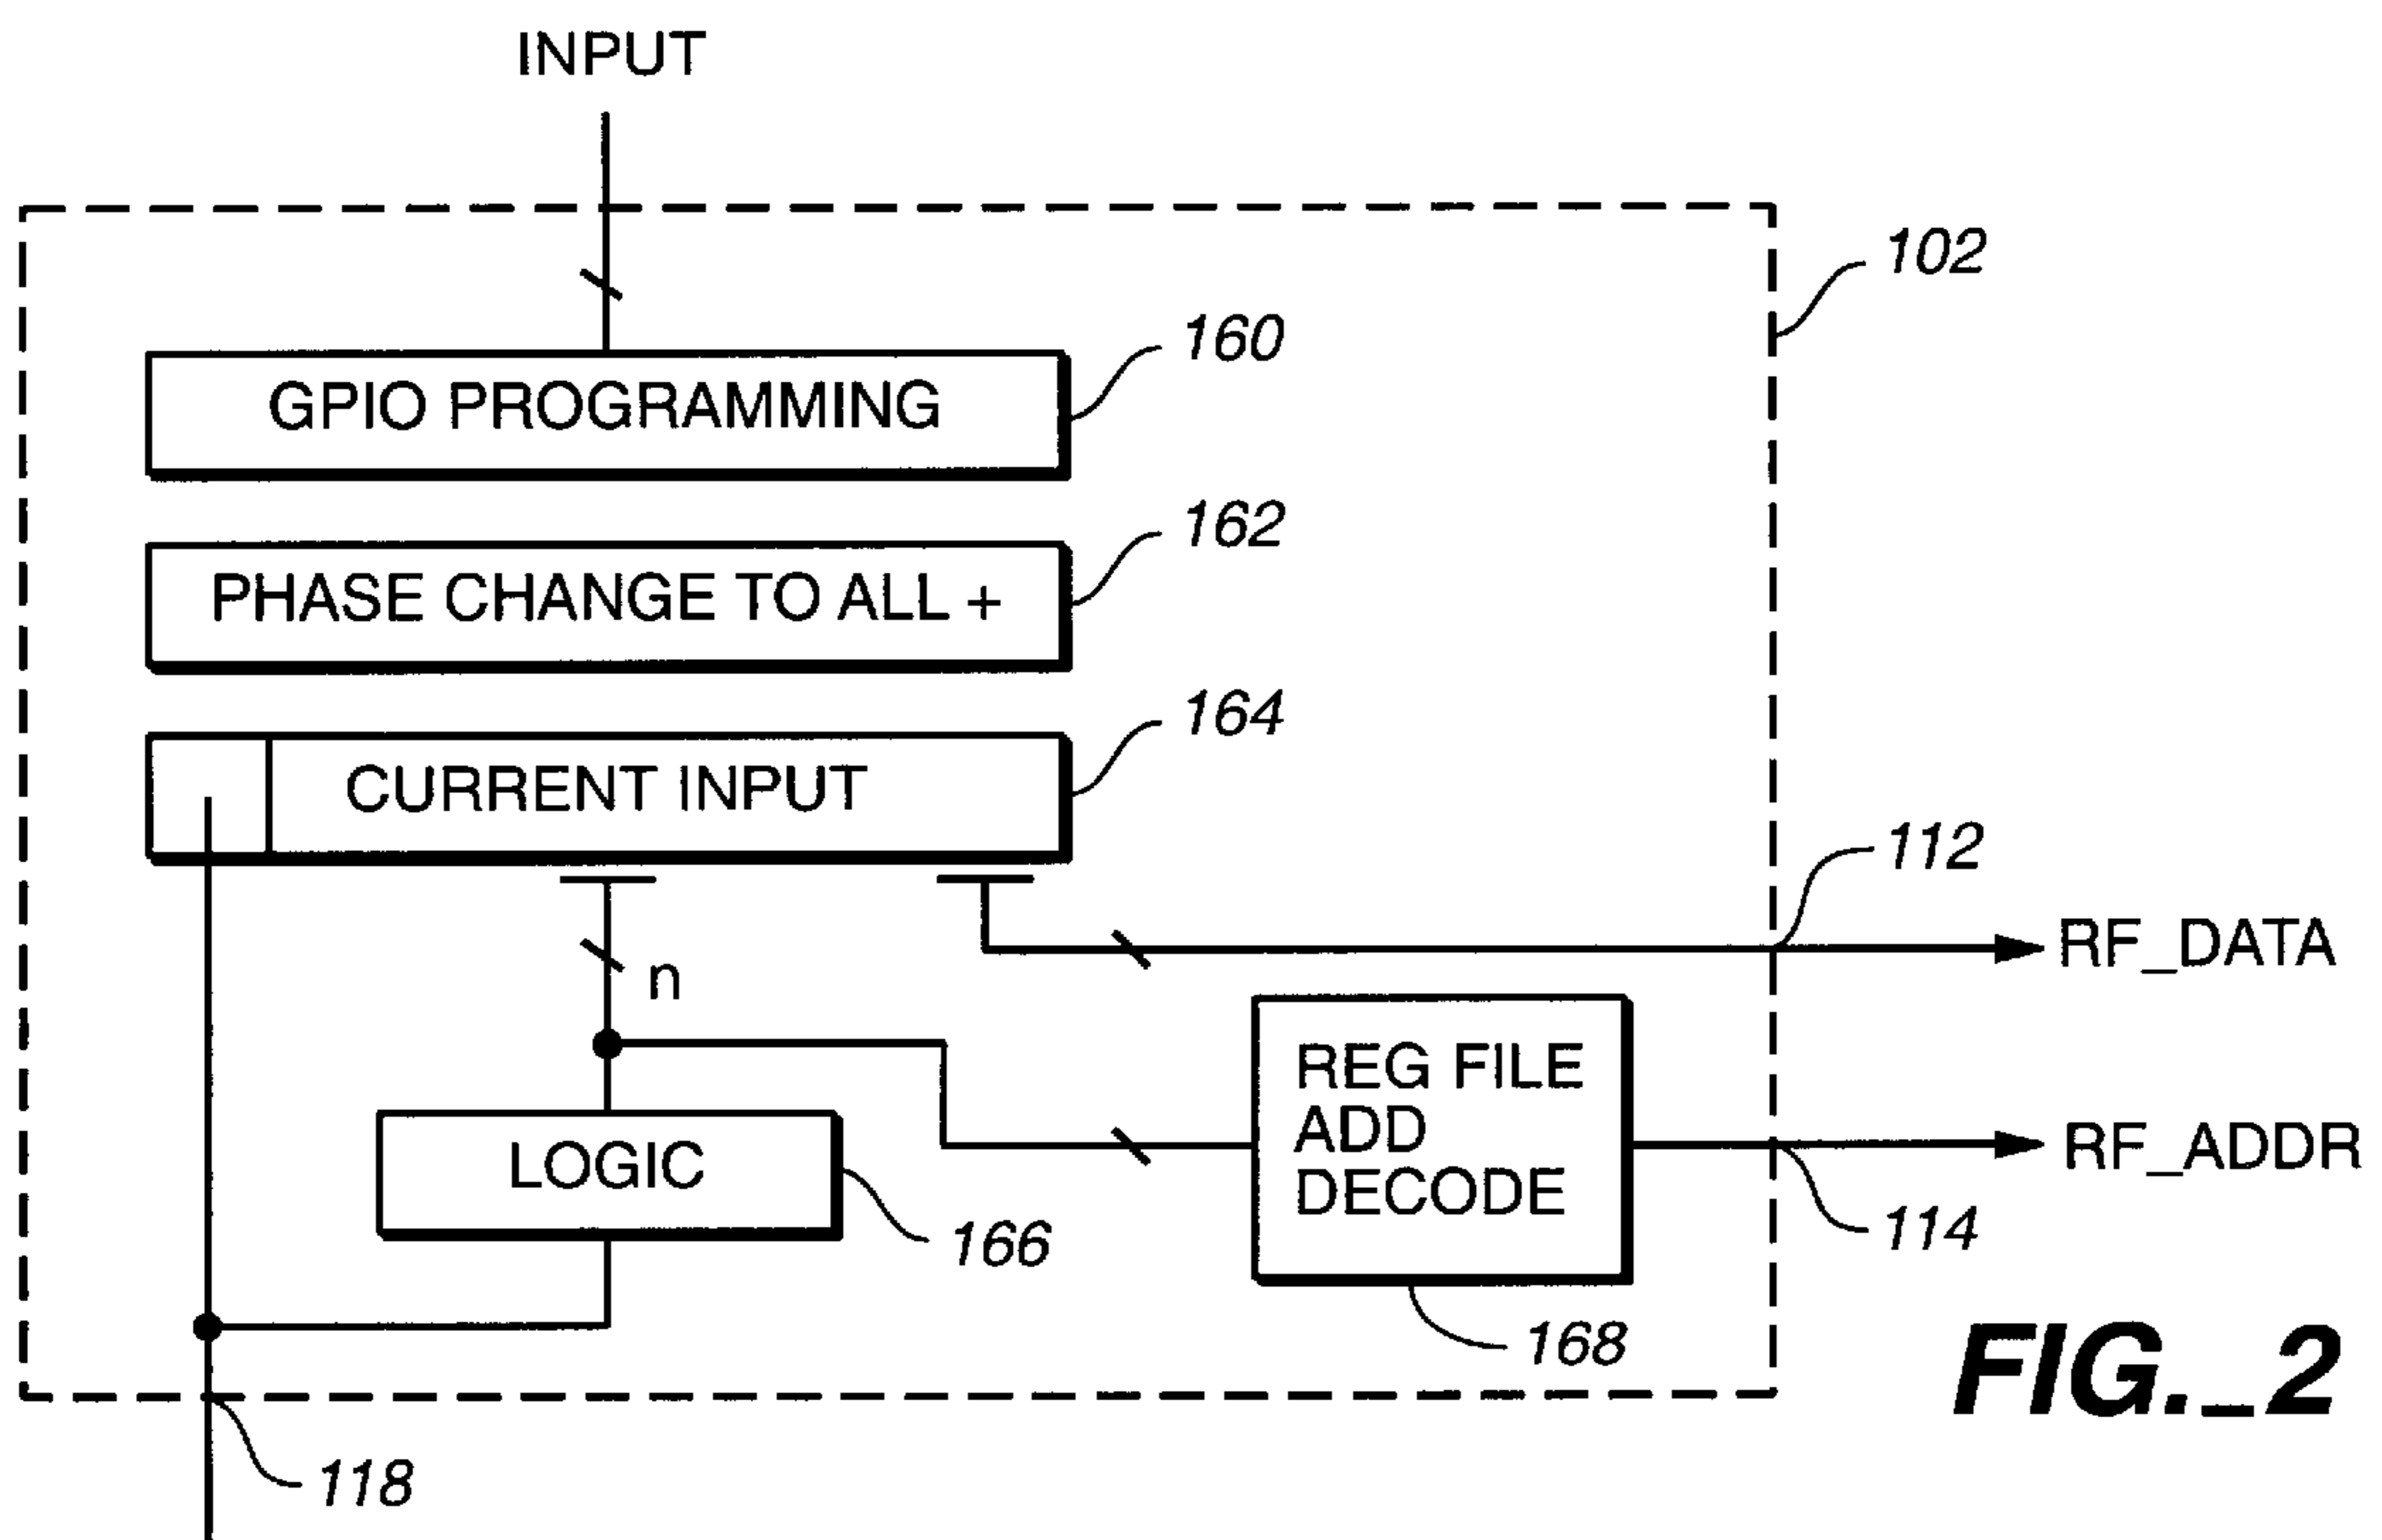 INPUT
102
160
GPIO PROGRAMMING
162
PHASE CHANGE TO ALL +
164
CURRENT INPUT
112
RF_DATA
n
REG FILE
ADD
DECODE
RF_ADDR
LOGIC
114
166
168
FIG._2
118